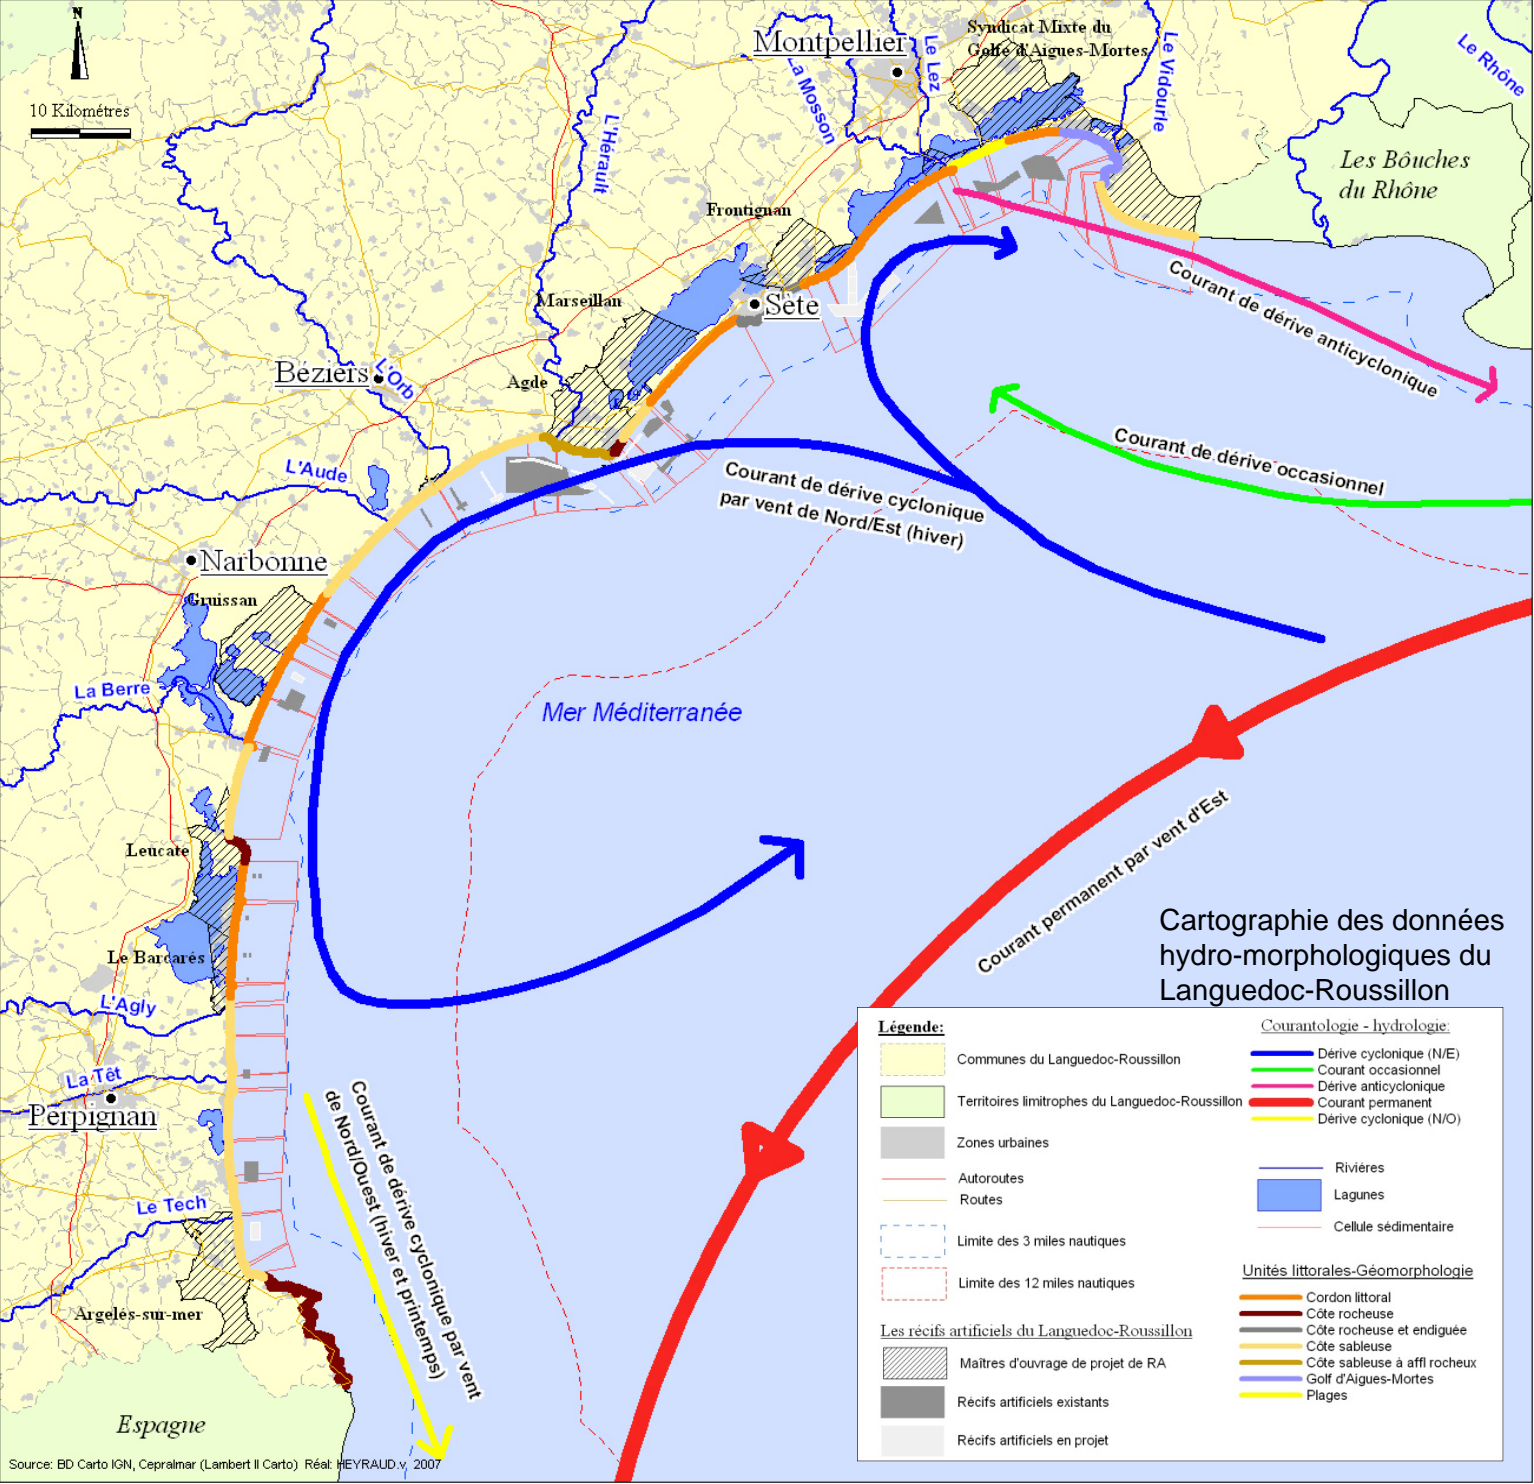 N
10 Kilométres
Montpellier
Syndicat Mixte du
Golfe d'Aigues-Mortes
Le Lez
La Mosson
Le Vidourle
Le Rhône
L'Hérault
Les Bôuches
du Rhône
Frontignan
Marseillan
Sète
Agde
Béziers
L'Orb
L'Aude
Narbonne
Gruissan
La Berre
Leucate
Le Barcarés
L'Agly
La Têt
Perpignan
Le Tech
Argelés-sur-mer
Espagne
Mer Méditerranée
Courant de dérive anticyclonique
Courant de dérive occasionnel
Courant de dérive cyclonique
par vent de Nord/Est (hiver)
Courant permanent par vent d'Est
Courant de dérive cyclonique par vent
de Nord/Ouest (hiver et printemps)
Cartographie des données
hydro-morphologiques du
Languedoc-Roussillon
Légende:
Communes du Languedoc-Roussillon
Territoires limitrophes du Languedoc-Roussillon
Zones urbaines
Autoroutes
Routes
Limite des 3 miles nautiques
Limite des 12 miles nautiques
Les récifs artificiels du Languedoc-Roussillon
Maîtres d'ouvrage de projet de RA
Récifs artificiels existants
Récifs artificiels en projet
Courantologie - hydrologie:
Dérive cyclonique (N/E)
Courant occasionnel
Dérive anticyclonique
Courant permanent
Dérive cyclonique (N/O)
Riviéres
Lagunes
Cellule sédimentaire
Unités littorales-Géomorphologie
Cordon littoral
Côte rocheuse
Côte rocheuse et endiguée
Côte sableuse
Côte sableuse à affl rocheux
Golf d'Aigues-Mortes
Plages
Source: BD Carto IGN, Cepralmar (Lambert II Carto) Réal: HEYRAUD.v, 2007